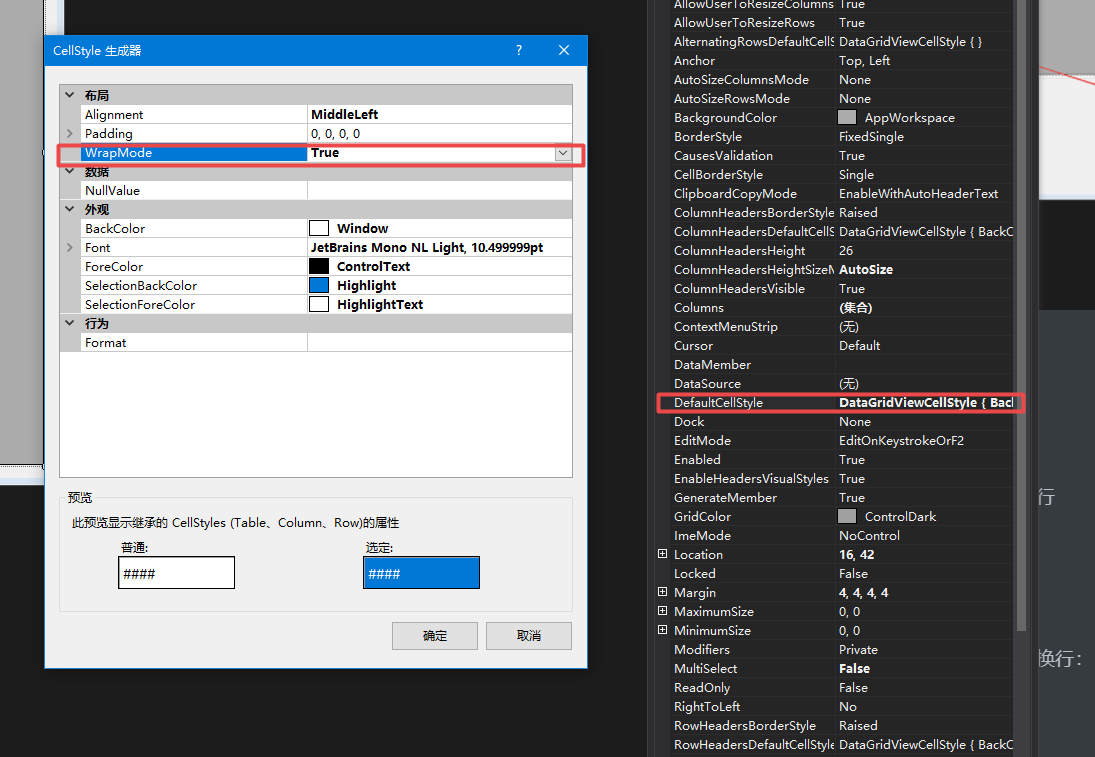 CellStyle 生成器
?
布局
Alignment MiddleLeft
Padding 0, 0, 0, 0
WrapMode True
数据
NullValue
外观
BackColor Window
Font JetBrains Mono NL Light, 10.499999pt
ForeColor ControlText
SelectionBackColor Highlight
SelectionForeColor HighlightText
行为
Format
预览
此预览显示继承的 CellStyles (Table、Column、Row)的属性
普通: 选定:
#### ####
确定 取消
AllowUserToResizeColumns True
AllowUserToResizeRows True
AlternatingRowsDefaultCellS DataGridViewCellStyle { }
Anchor Top, Left
AutoSizeColumnsMode None
AutoSizeRowsMode None
BackgroundColor AppWorkspace
BorderStyle FixedSingle
CausesValidation True
CellBorderStyle Single
ClipboardCopyMode EnableWithAutoHeaderText
ColumnHeadersBorderStyle Raised
ColumnHeadersDefaultCellS DataGridViewCellStyle { BackC
ColumnHeadersHeight 26
ColumnHeadersHeightSizeM AutoSize
ColumnHeadersVisible True
Columns (集合)
ContextMenuStrip (无)
Cursor Default
DataMember
DataSource (无)
DefaultCellStyle DataGridViewCellStyle { Bacl
Dock None
EditMode EditOnKeystrokeOrF2
Enabled True
EnableHeadersVisualStyles True
GenerateMember True
GridColor ControlDark
ImeMode NoControl
Location 16, 42
Locked False
Margin 4, 4, 4, 4
MaximumSize 0, 0
MinimumSize 0, 0
Modifiers Private
MultiSelect False
ReadOnly False
RightToLeft No
RowHeadersBorderStyle Raised
RowHeadersDefaultCellStyle DataGridViewCellStyle { BackC
行
换行：